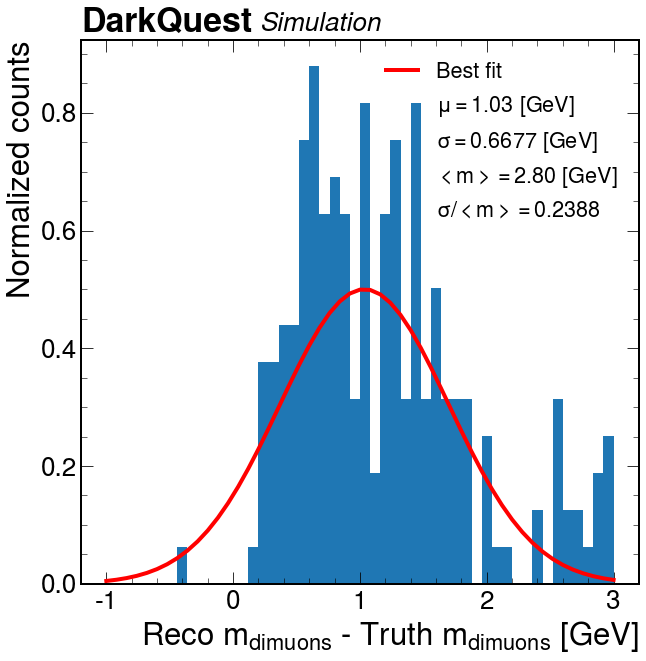 DarkQuest Simulation
Normalized counts
0.8
0.6
0.4
0.2
0.0
Best fit
μ = 1.03 [GeV]
σ = 0.6677 [GeV]
< m > = 2.80 [GeV]
σ/< m > = 0.2388
-1 0 1 2 3
Reco m_dimuons - Truth m_dimuons [GeV]